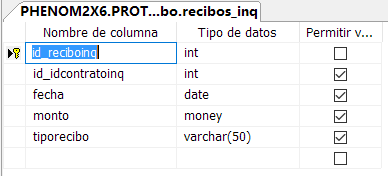 PHENOM2X6.PROT...bo.recibos_inq
Nombre de columna Tipo de datos Permitir v...
id_reciboinq int
id_idcontratoinq int
fecha date
monto money
tiporecibo varchar(50)